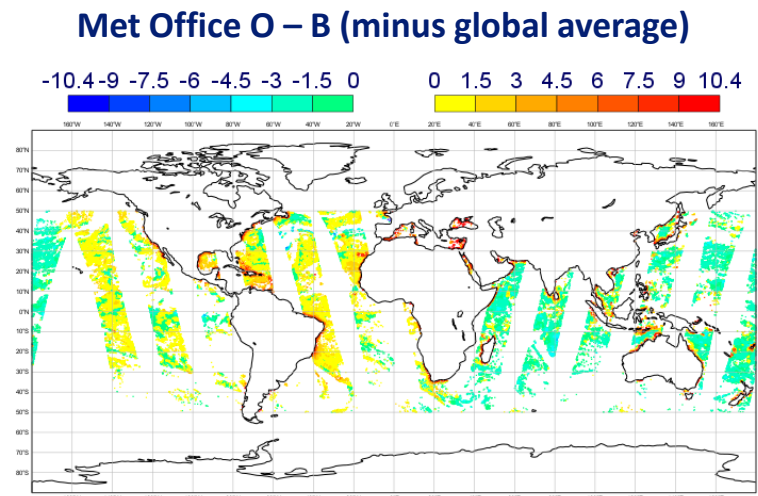 Met Office O – B (minus global average)
-10.4 -9 -7.5 -6 -4.5 -3 -1.5 0 0 1.5 3 4.5 6 7.5 9 10.4
160°W 140°W 120°W 100°W 80°W 60°W 40°W 20°W 0°E 20°E 40°E 60°E 80°E 100°E 120°E 140°E 160°E
80°N
70°N
60°N
50°N
40°N
30°N
20°N
10°N
0°N
10°S
20°S
30°S
40°S
50°S
60°S
70°S
80°S